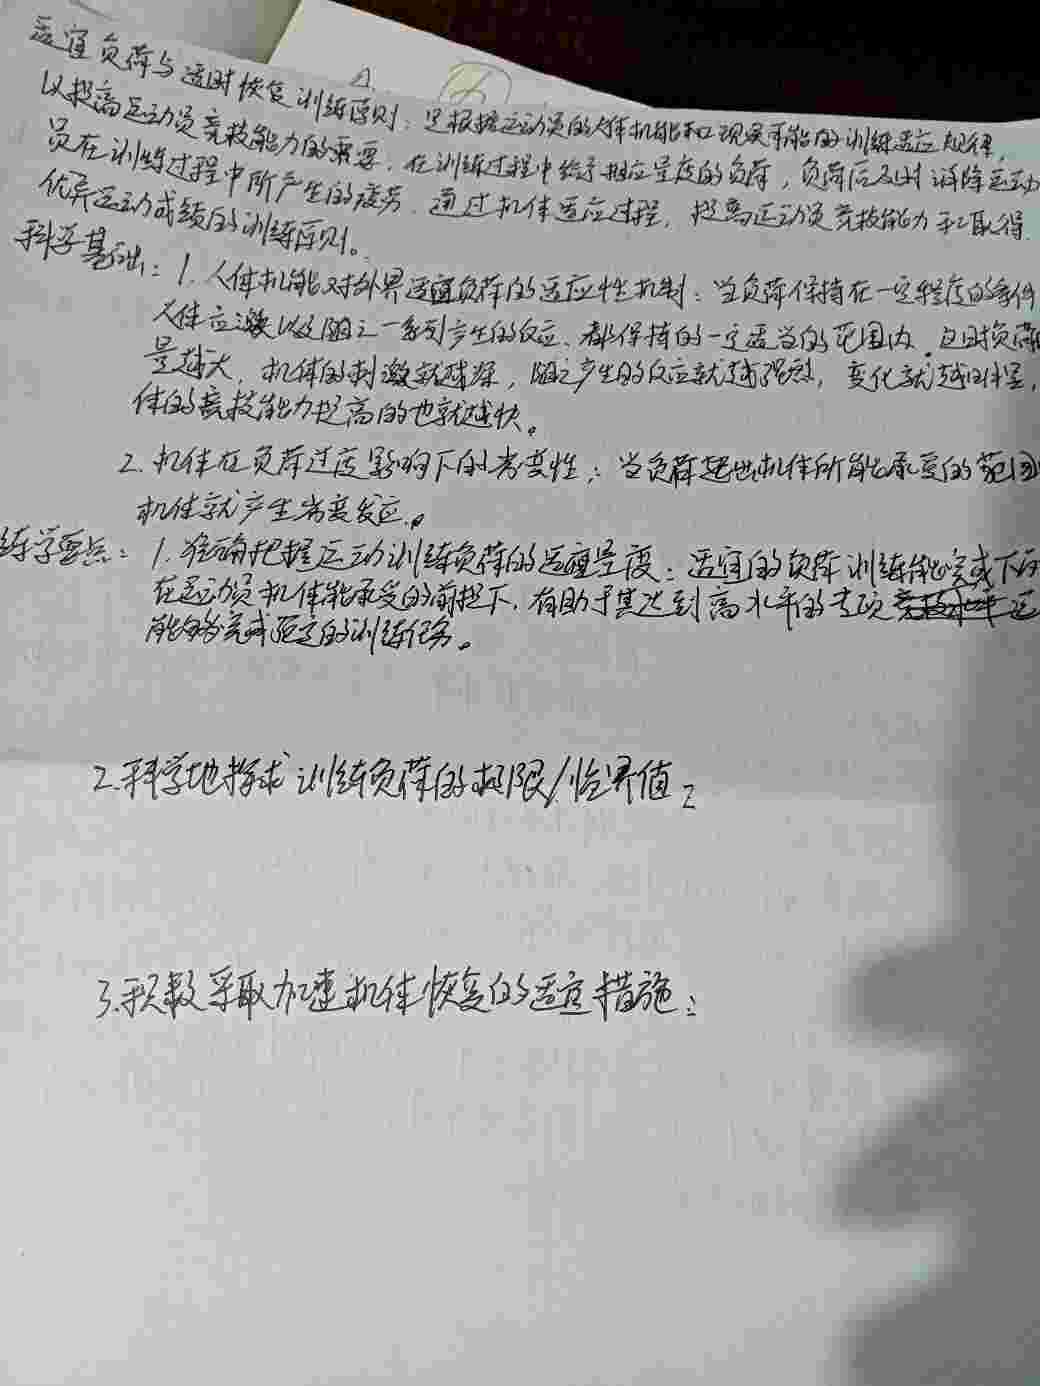 适宜负荷与适时恢复训练原则：是根据运动员的人体机能和现实可能的训练适应规律，
以提高运动员竞技能力的需要，在训练过程中给予相应量度的负荷，负荷后及时消除运动
员在训练过程中所产生的疲劳，通过机体适应过程，提高运动员竞技能力和取得
优异运动成绩的训练原则。
科学基础：1.人体机能对外界适宜负荷的适应性机制：当负荷保持在一定程度的条件
人体应激以及随之一系列产生的反应，都保持的一定适当的范围内，这时负荷
量越大，机体的刺激就越深，随之产生的反应就越强烈，变化就越明显，
体的竞技能力提高的也就越快。
2.机体在负荷过度影响下的劣变性：当负荷超出机体所能承受的范围
机体就产生劣变反应。
练学要点：1.准确把握运动训练负荷的适宜量度：适宜的负荷训练能完成下
在运动员机体能承受的前提下，有助于其达到高水平的专项
能够完成预定的训练任务。
2.科学地探求训练负荷的极限/临界值：
3.积极采取加速机体恢复的适宜措施：